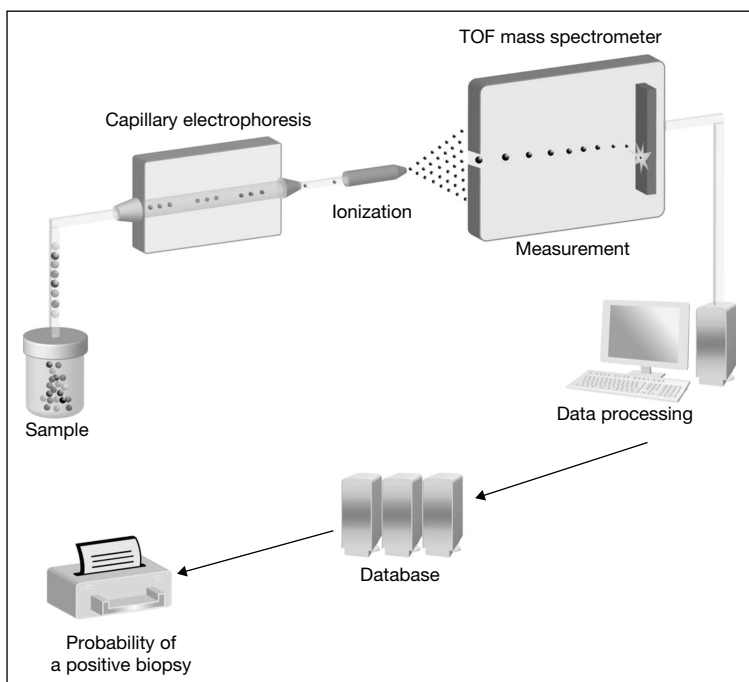 TOF mass spectrometer
Capillary electrophoresis
Ionization
Measurement
Sample
Data processing
Database
Probability of
a positive biopsy